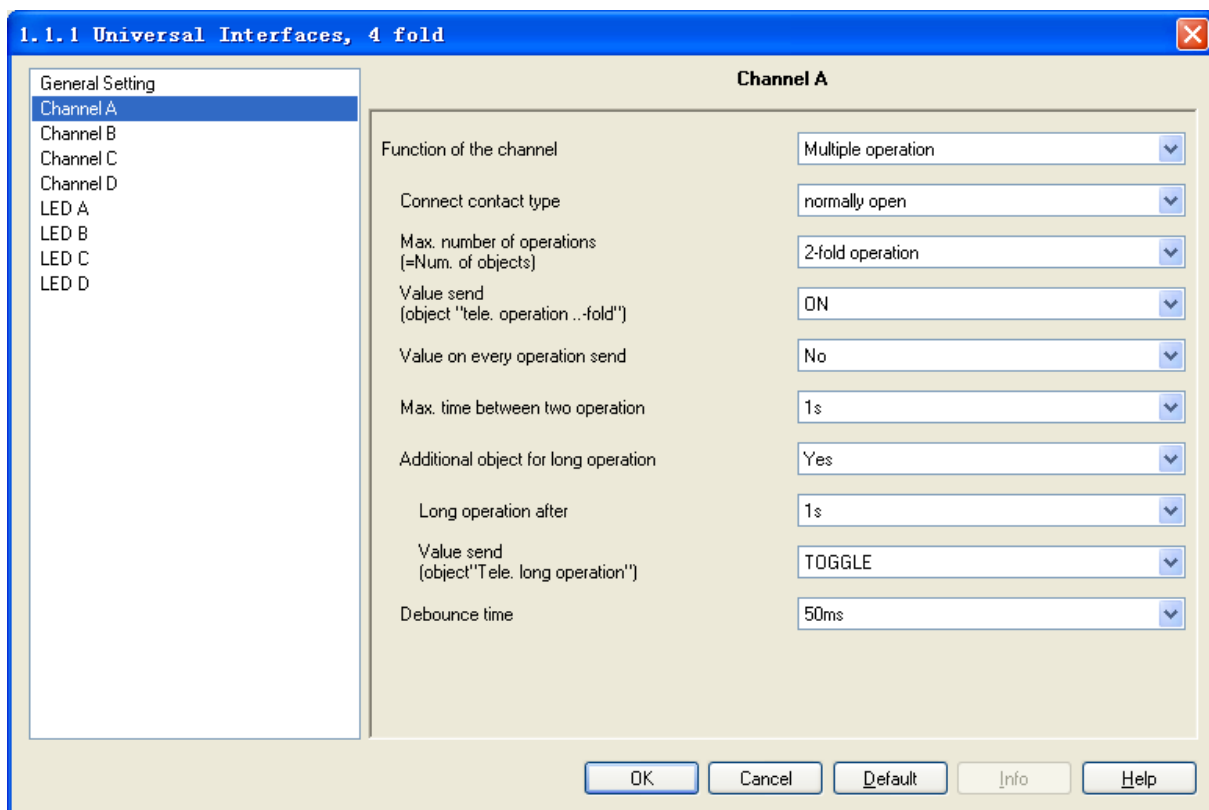 1.1.1 Universal Interfaces, 4 fold
General Setting
Channel A
Channel B
Channel C
Channel D
LED A
LED B
LED C
LED D
Channel A
Function of the channel
Multiple operation
Connect contact type
normally open
Max. number of operations
(=Num. of objects)
2-fold operation
Value send
(object "tele. operation ..-fold")
ON
Value on every operation send
No
Max. time between two operation
1s
Additional object for long operation
Yes
Long operation after
1s
Value send
(object"Tele. long operation")
TOGGLE
Debounce time
50ms
OK
Cancel
Default
Info
Help